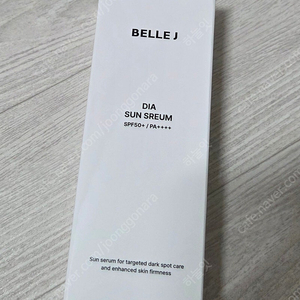 BELLE J
DIA
SUN SREUM
SPF50+ / PA++++
Sun serum for targeted dark spot care
and enhanced skin firmness